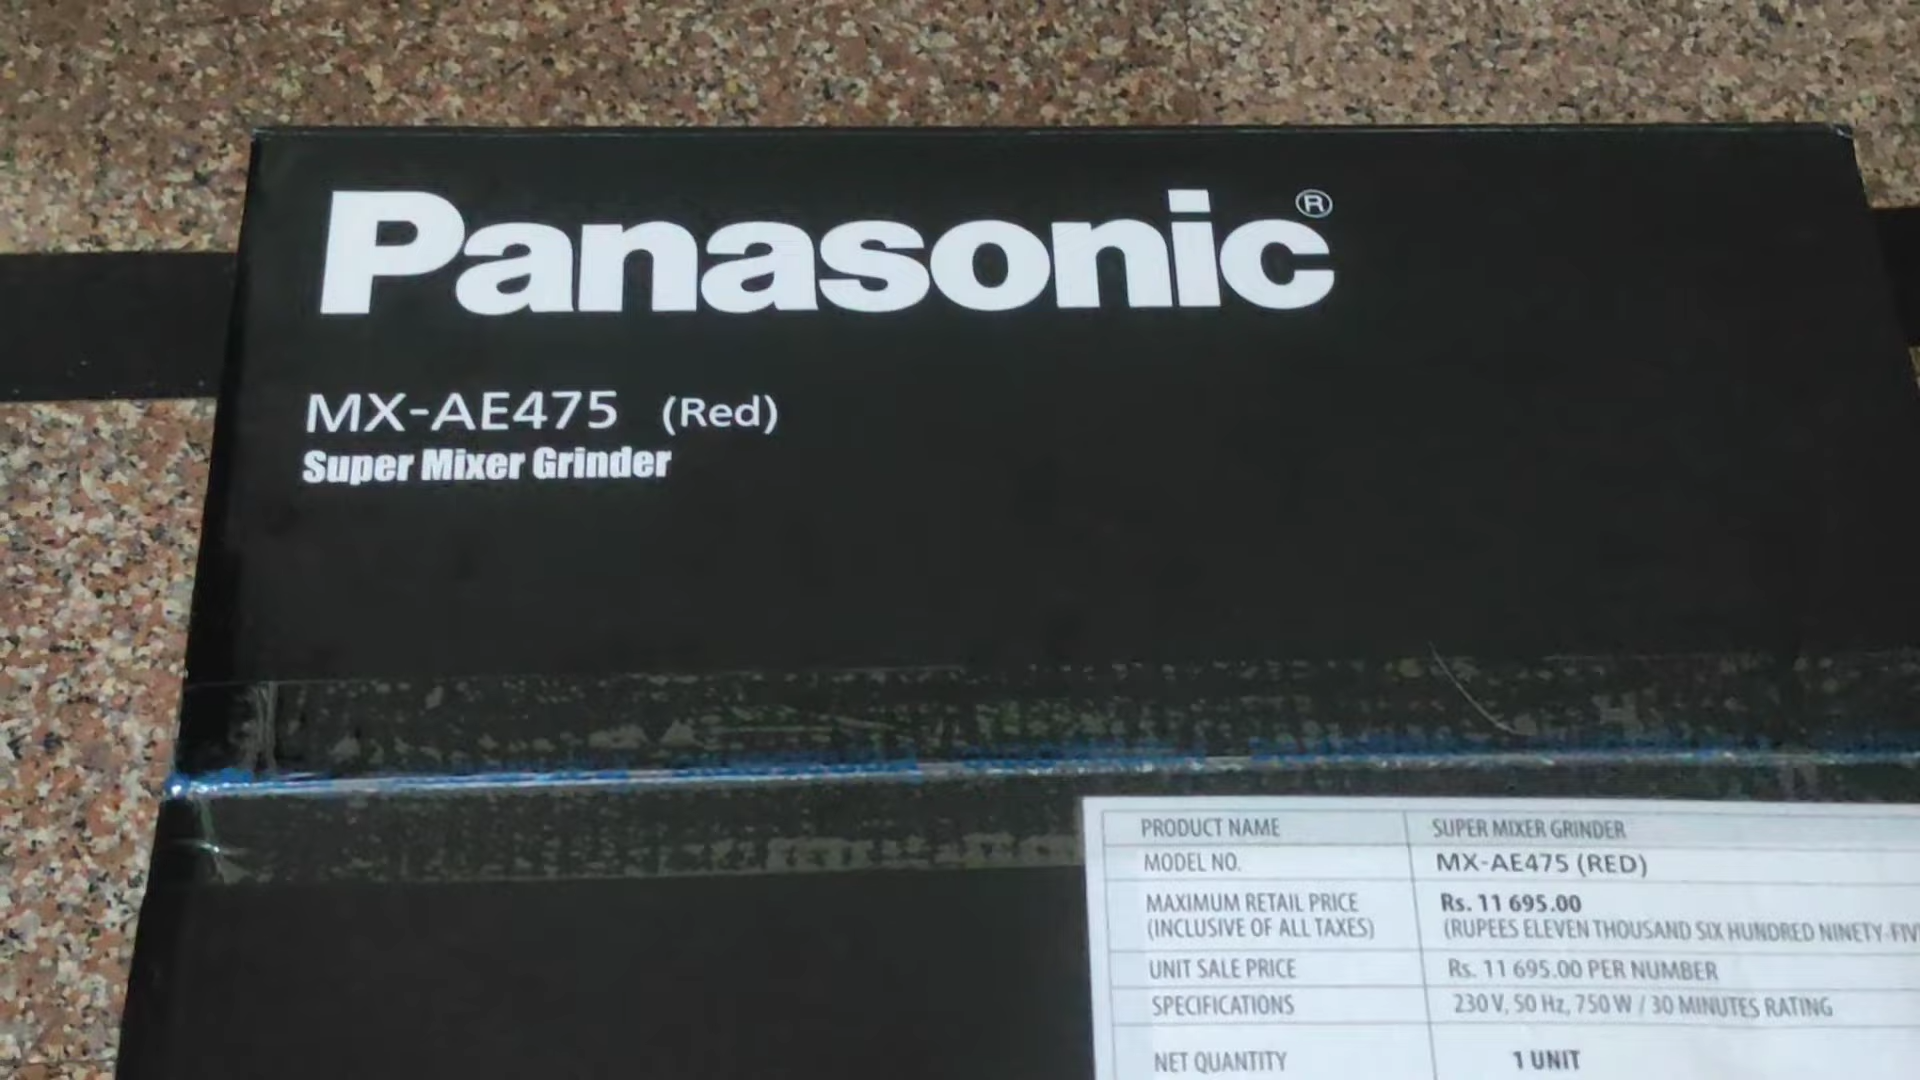 Panasonic®
MX-AE475 (Red)
Super Mixer Grinder
PRODUCT NAME SUPER MIXER GRINDER
MODEL NO. MX-AE475 (RED)
MAXIMUM RETAIL PRICE Rs. 11 695.00
(INCLUSIVE OF ALL TAXES) (RUPEES ELEVEN THOUSAND SIX HUNDRED NINETY-FIV
UNIT SALE PRICE Rs. 11 695.00 PER NUMBER
SPECIFICATIONS 230 V, 50 Hz, 750 W / 30 MINUTES RATING
NET QUANTITY 1 UNIT